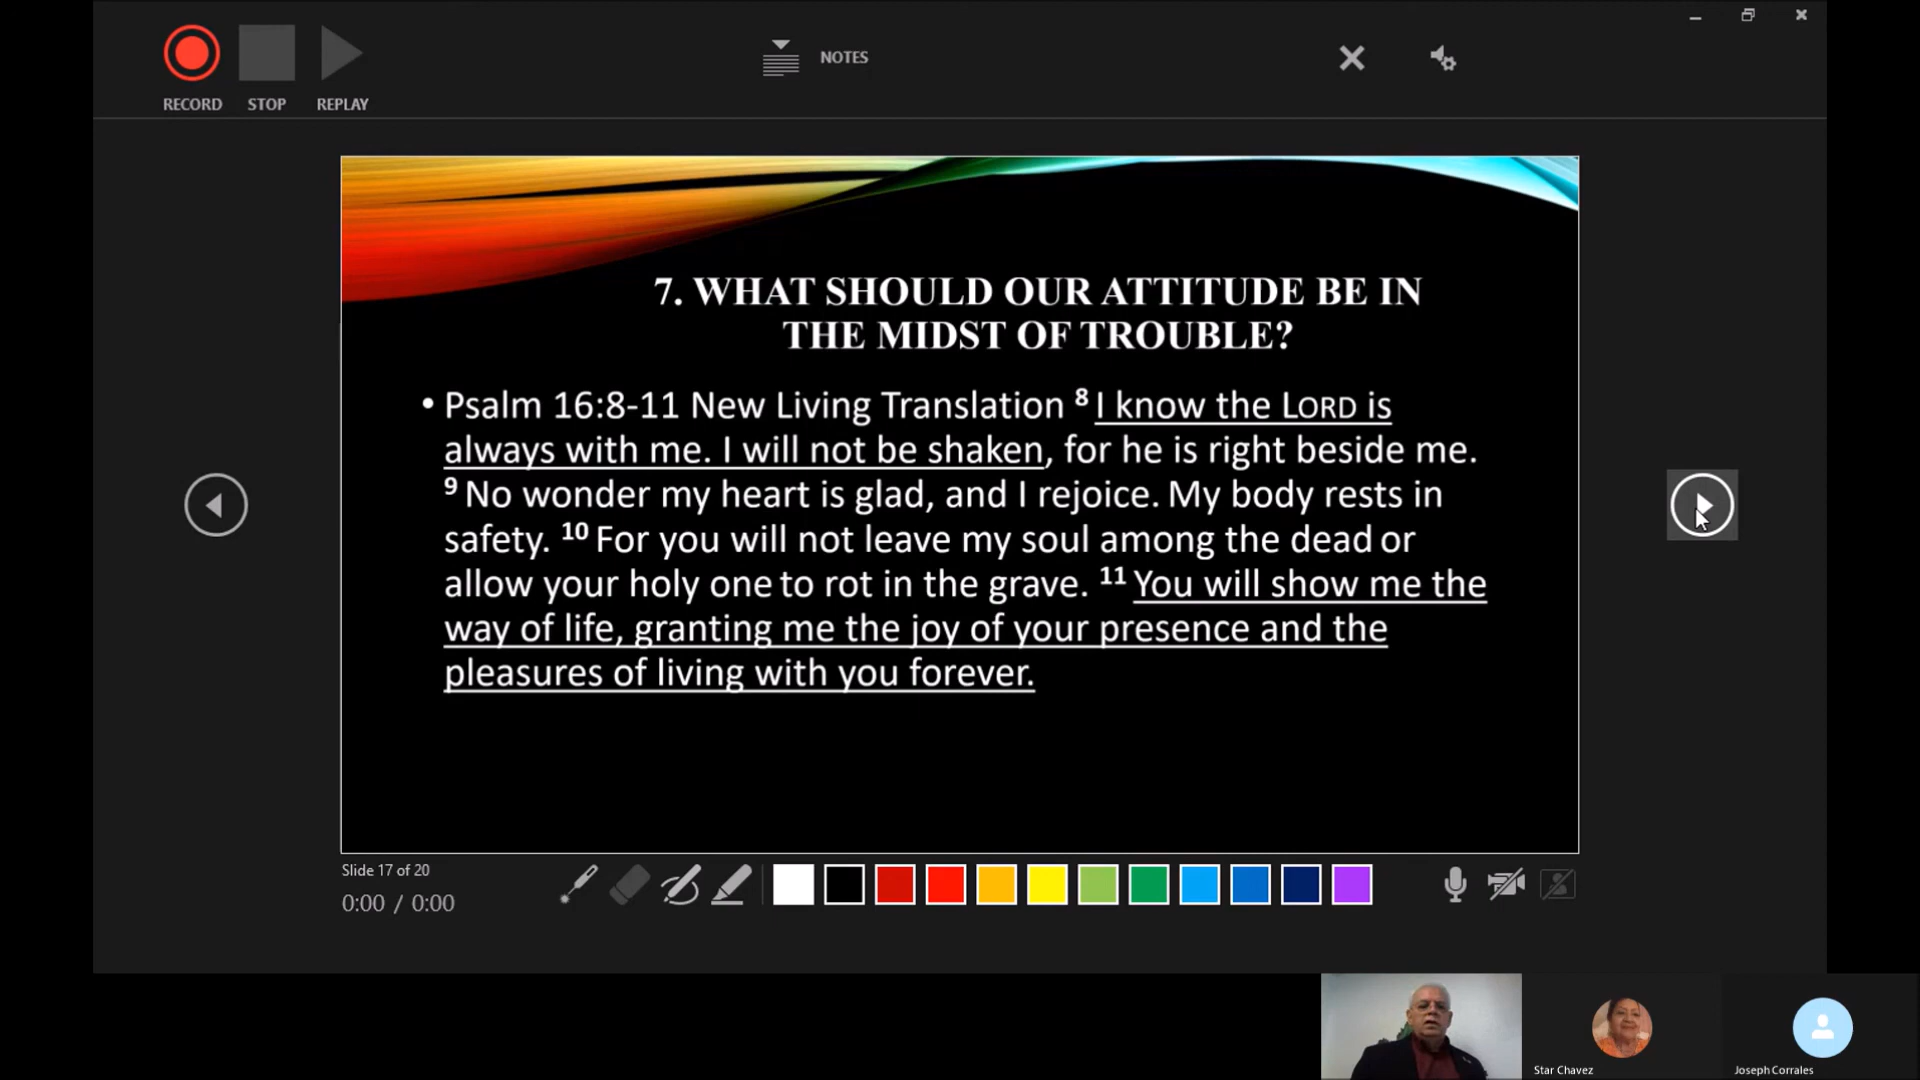 RECORD
STOP
REPLAY
NOTES
7. WHAT SHOULD OUR ATTITUDE BE IN
THE MIDST OF TROUBLE?
• Psalm 16:8-11 New Living Translation ⁸ I know the LORD is
always with me. I will not be shaken, for he is right beside me.
⁹ No wonder my heart is glad, and I rejoice. My body rests in
safety. ¹⁰ For you will not leave my soul among the dead or
allow your holy one to rot in the grave. ¹¹ You will show me the
way of life, granting me the joy of your presence and the
pleasures of living with you forever.
Slide 17 of 20
0:00 / 0:00
Star Chavez
Joseph Corrales